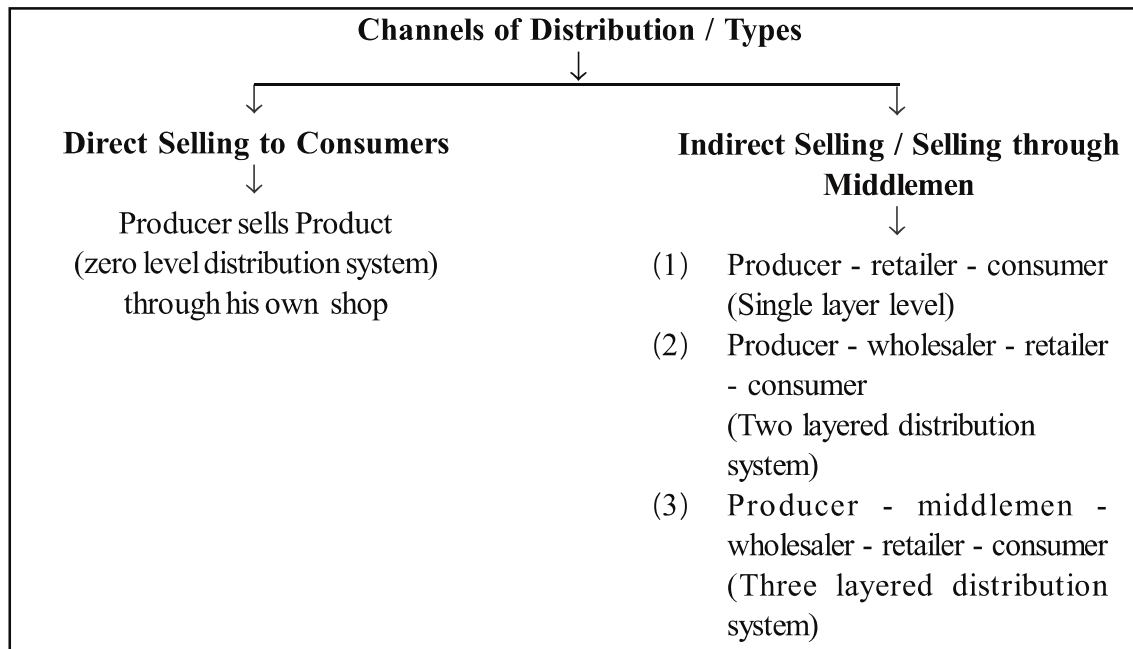 Channels of Distribution / Types
Direct Selling to Consumers
Producer sells Product
(zero level distribution system)
through his own shop
Indirect Selling / Selling through
Middlemen
(1) Producer - retailer - consumer
(Single layer level)
(2) Producer - wholesaler - retailer
- consumer
(Two layered distribution
system)
(3) Producer - middlemen -
wholesaler - retailer - consumer
(Three layered distribution
system)